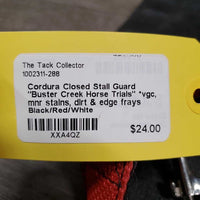 The Tack Collector
1002311-288
Cordura Closed Stall Guard
"Buster Creek Horse Trials" *vgc,
mnr stains, dirt & edge frays
Black/Red/White
$24.00
XXA4QZ